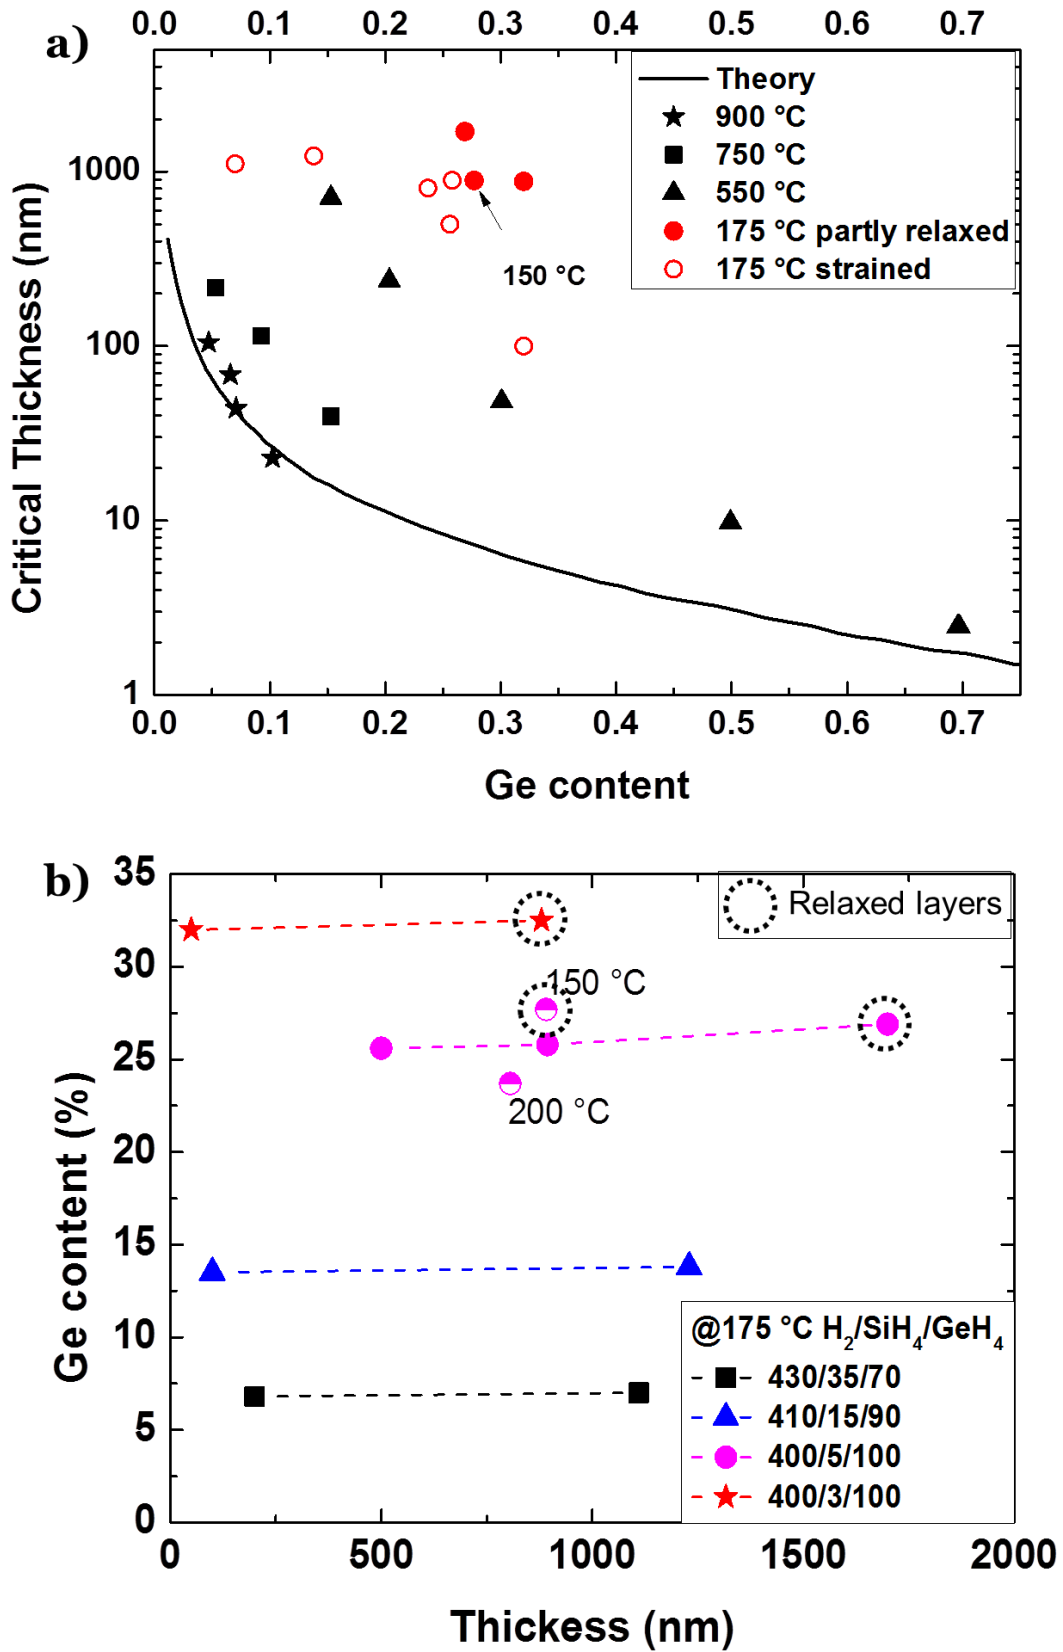 a)
0.0 0.1 0.2 0.3 0.4 0.5 0.6 0.7
Theory
900 °C
750 °C
550 °C
175 °C partly relaxed
175 °C strained
150 °C
1000
100
10
1
Critical Thickness (nm)
0.0 0.1 0.2 0.3 0.4 0.5 0.6 0.7
Ge content
b)
35
30
25
20
15
10
5
0
Ge content (%)
Relaxed layers
150 °C
200 °C
@175 °C H₂/SiH₄/GeH₄
430/35/70
410/15/90
400/5/100
400/3/100
0 500 1000 1500 2000
Thickess (nm)